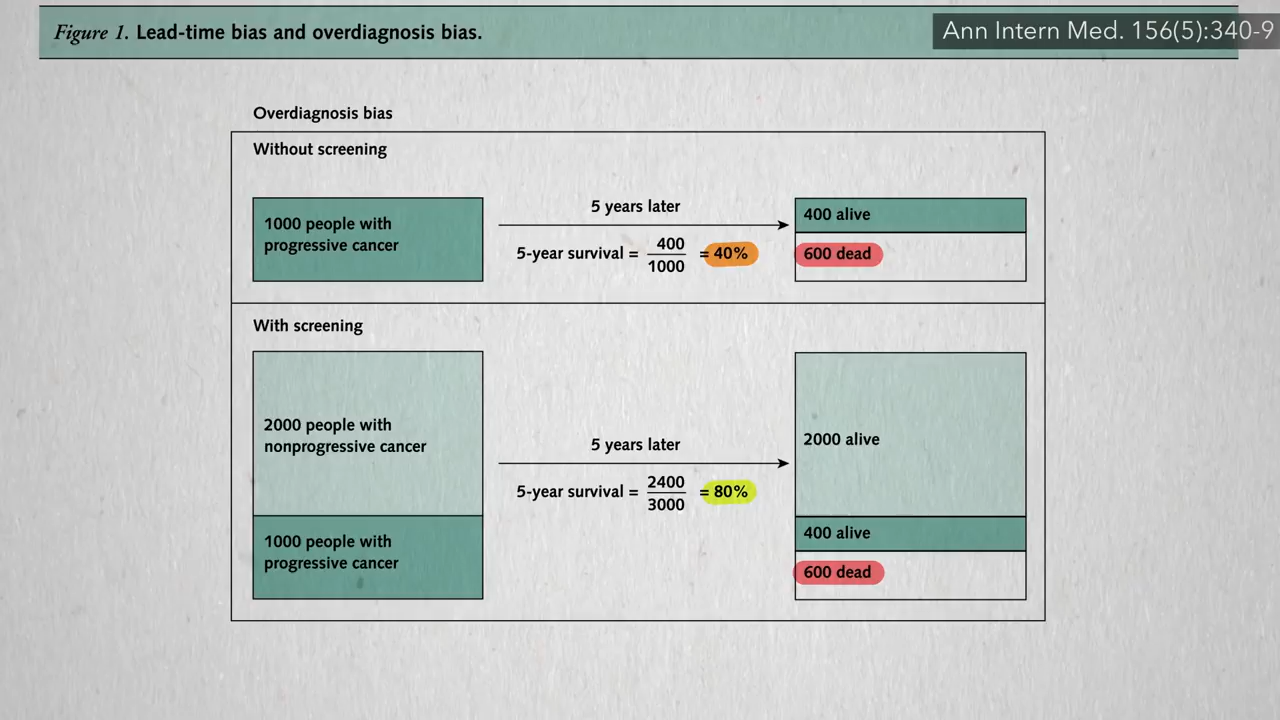 Figure 1. Lead-time bias and overdiagnosis bias.
Ann Intern Med. 156(5):340-9
Overdiagnosis bias
Without screening
1000 people with
progressive cancer
5 years later
5-year survival = 400/1000 = 40%
400 alive
600 dead
With screening
2000 people with
nonprogressive cancer
1000 people with
progressive cancer
5 years later
5-year survival = 2400/3000 = 80%
2000 alive
400 alive
600 dead